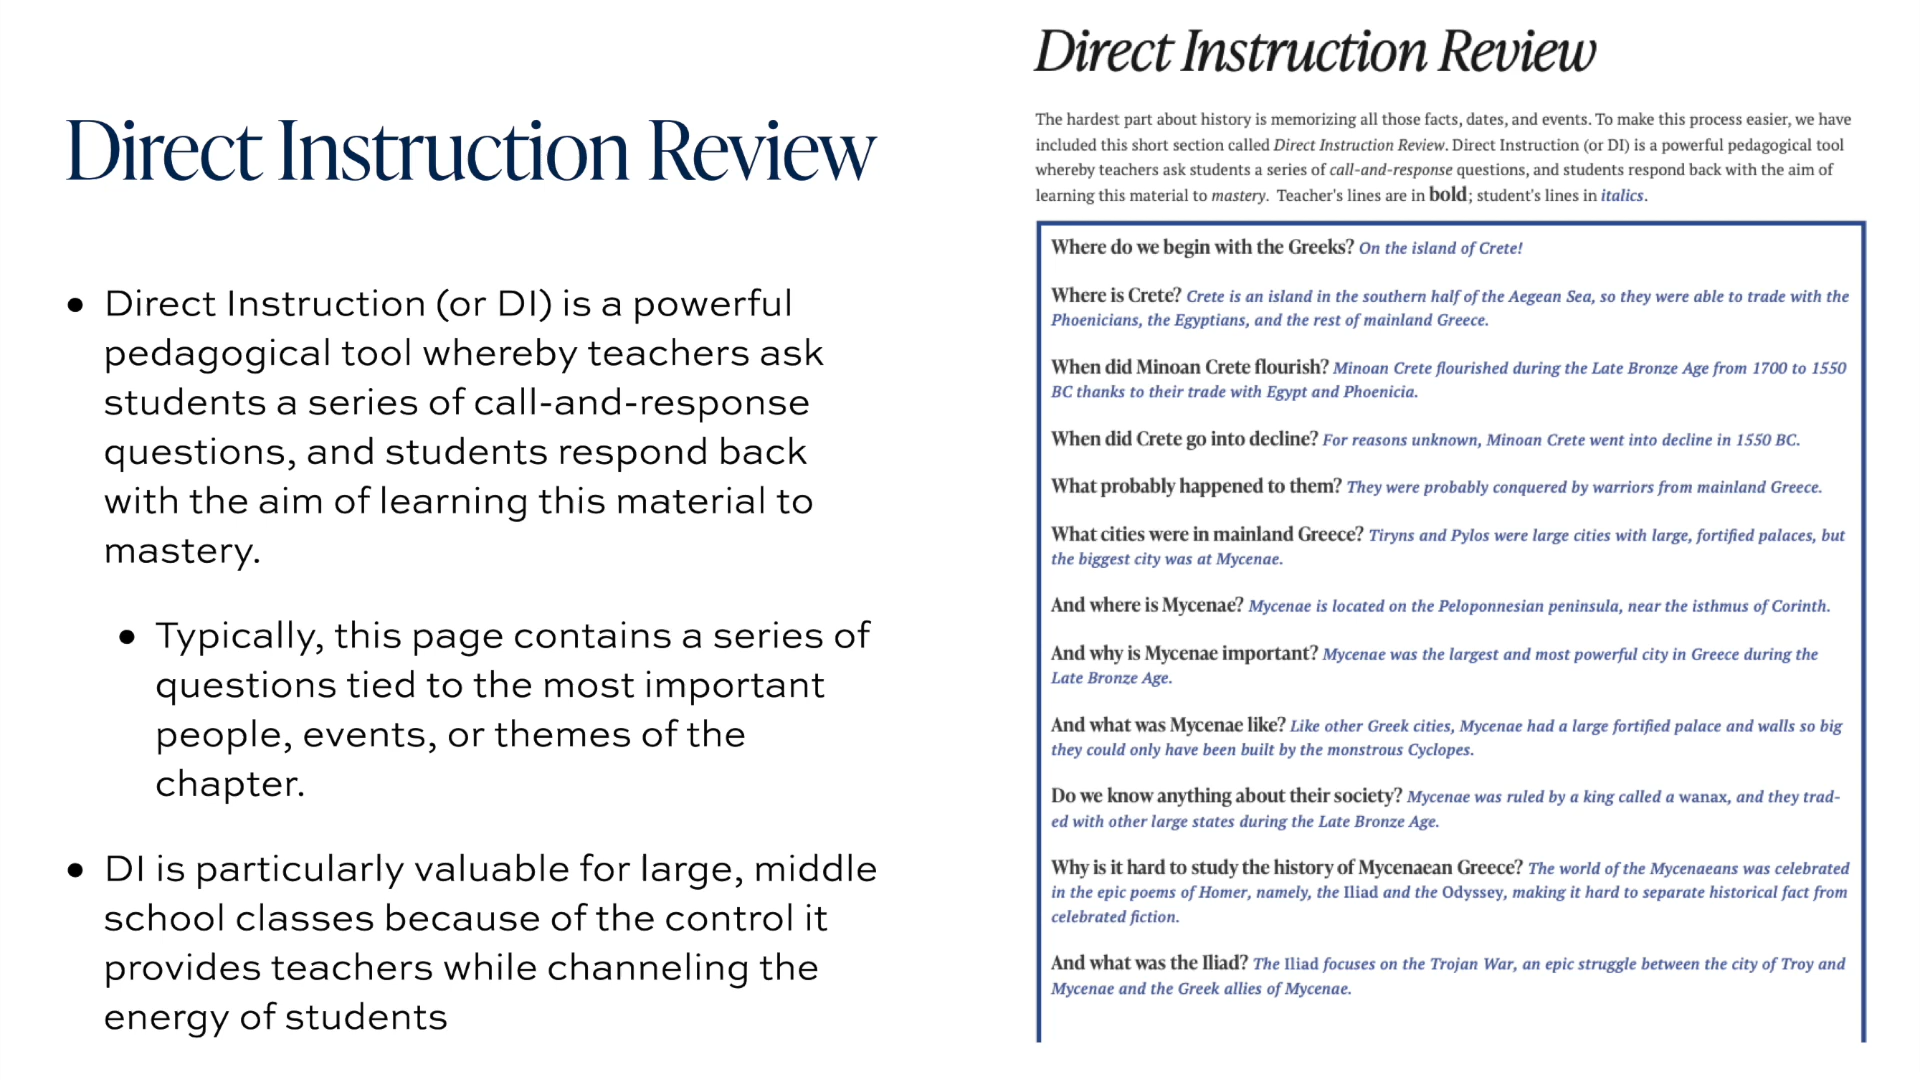 Direct Instruction Review
• Direct Instruction (or DI) is a powerful
pedagogical tool whereby teachers ask
students a series of call-and-response
questions, and students respond back
with the aim of learning this material to
mastery.
• Typically, this page contains a series of
questions tied to the most important
people, events, or themes of the
chapter.
• DI is particularly valuable for large, middle
school classes because of the control it
provides teachers while channeling the
energy of students
Direct Instruction Review
The hardest part about history is memorizing all those facts, dates, and events. To make this process easier, we have
included this short section called Direct Instruction Review. Direct Instruction (or DI) is a powerful pedagogical tool
whereby teachers ask students a series of call-and-response questions, and students respond back with the aim of
learning this material to mastery. Teacher's lines are in bold; student's lines in italics.
Where do we begin with the Greeks? On the island of Crete!
Where is Crete? Crete is an island in the southern half of the Aegean Sea, so they were able to trade with the
Phoenicians, the Egyptians, and the rest of mainland Greece.
When did Minoan Crete flourish? Minoan Crete flourished during the Late Bronze Age from 1700 to 1550
BC thanks to their trade with Egypt and Phoenicia.
When did Crete go into decline? For reasons unknown, Minoan Crete went into decline in 1550 BC.
What probably happened to them? They were probably conquered by warriors from mainland Greece.
What cities were in mainland Greece? Tiryns and Pylos were large cities with large, fortified palaces, but
the biggest city was at Mycenae.
And where is Mycenae? Mycenae is located on the Peloponnesian peninsula, near the isthmus of Corinth.
And why is Mycenae important? Mycenae was the largest and most powerful city in Greece during the
Late Bronze Age.
And what was Mycenae like? Like other Greek cities, Mycenae had a large fortified palace and walls so big
they could only have been built by the monstrous Cyclopes.
Do we know anything about their society? Mycenae was ruled by a king called a wanax, and they trad-
ed with other large states during the Late Bronze Age.
Why is it hard to study the history of Mycenaean Greece? The world of the Mycenaeans was celebrated
in the epic poems of Homer, namely, the Iliad and the Odyssey, making it hard to separate historical fact from
celebrated fiction.
And what was the Iliad? The Iliad focuses on the Trojan War, an epic struggle between the city of Troy and
Mycenae and the Greek allies of Mycenae.